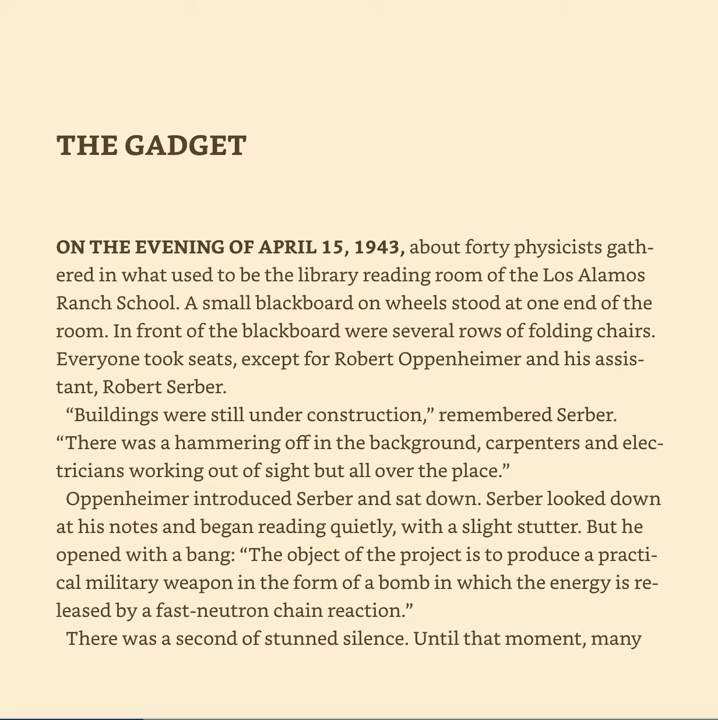 THE GADGET
ON THE EVENING OF APRIL 15, 1943, about forty physicists gath-
ered in what used to be the library reading room of the Los Alamos
Ranch School. A small blackboard on wheels stood at one end of the
room. In front of the blackboard were several rows of folding chairs.
Everyone took seats, except for Robert Oppenheimer and his assis-
tant, Robert Serber.
“Buildings were still under construction,” remembered Serber.
“There was a hammering off in the background, carpenters and elec-
tricians working out of sight but all over the place.”
Oppenheimer introduced Serber and sat down. Serber looked down
at his notes and began reading quietly, with a slight stutter. But he
opened with a bang: “The object of the project is to produce a practi-
cal military weapon in the form of a bomb in which the energy is re-
leased by a fast-neutron chain reaction.”
There was a second of stunned silence. Until that moment, many